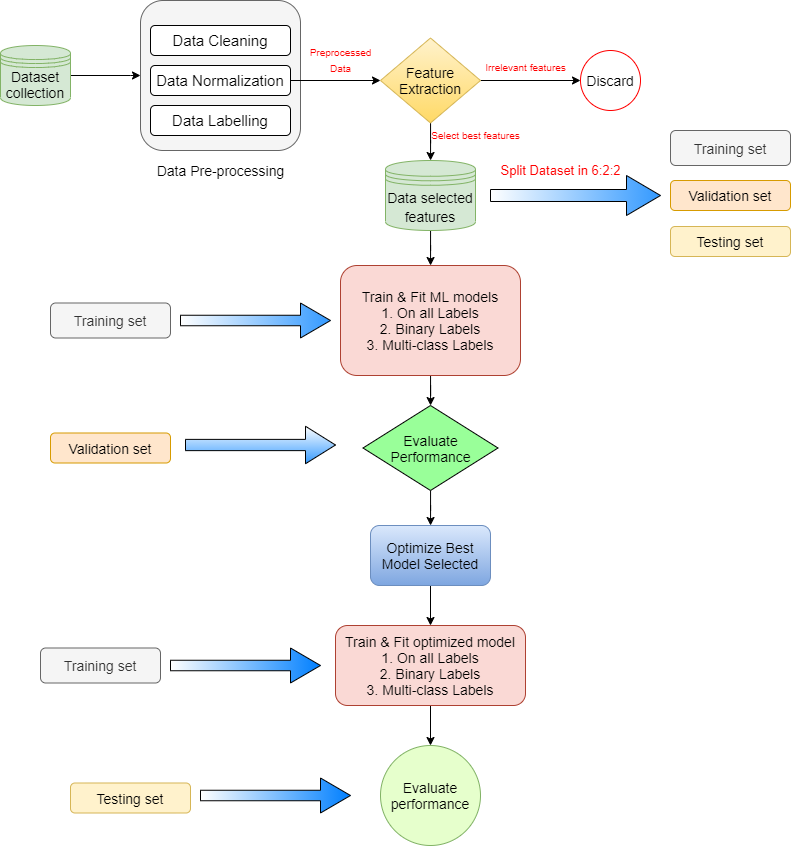 Dataset
collection
Data Cleaning
Data Normalization
Data Labelling
Data Pre-processing
Preprocessed
Data
Feature
Extraction
Irrelevant features
Discard
Select best features
Data selected
features
Split Dataset in 6:2:2
Training set
Validation set
Testing set
Training set
Train & Fit ML models
1. On all Labels
2. Binary Labels
3. Multi-class Labels
Validation set
Evaluate
Performance
Optimize Best
Model Selected
Training set
Train & Fit optimized model
1. On all Labels
2. Binary Labels
3. Multi-class Labels
Testing set
Evaluate
performance